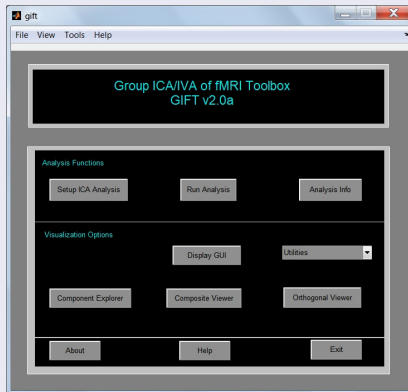 gift
File View Tools Help
Group ICA/IVA of fMRI Toolbox
GIFT v2.0a
Analysis Functions
Setup ICA Analysis Run Analysis Analysis Info
Visualization Options
Display GUI Utilities
Component Explorer Composite Viewer Orthogonal Viewer
About Help Exit